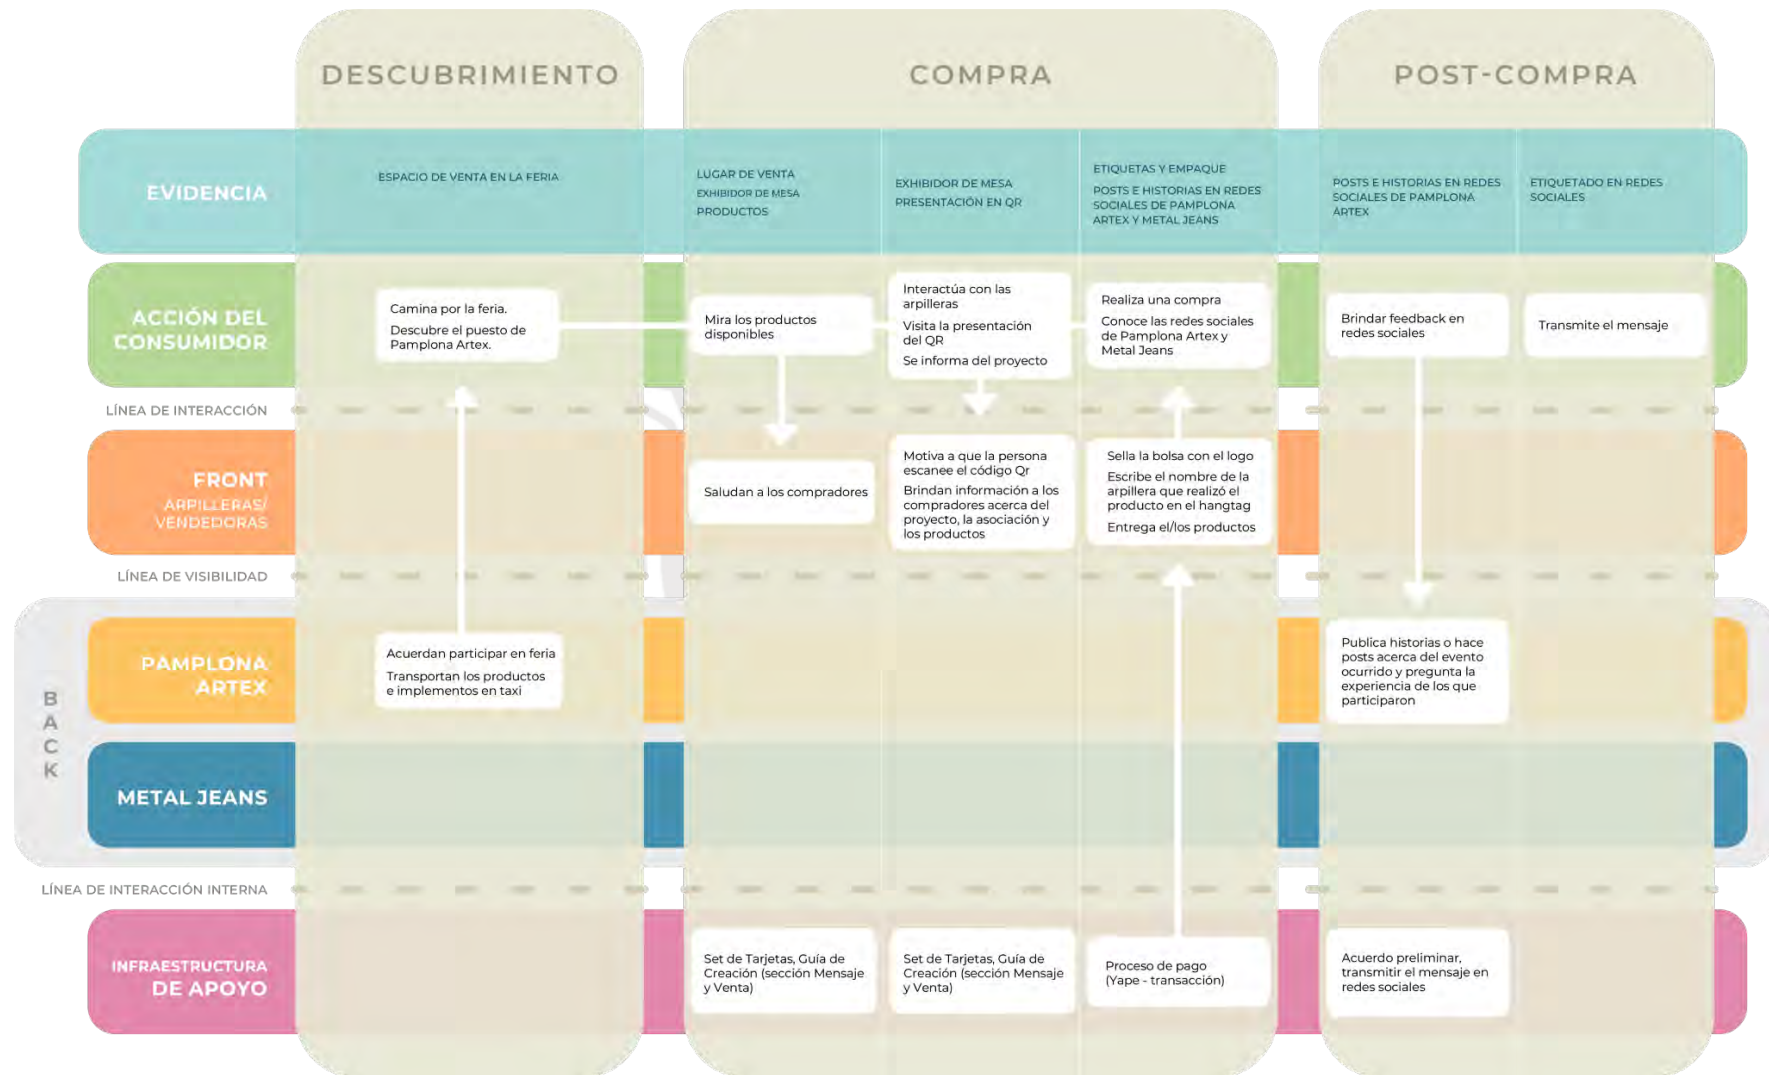 DESCUBRIMIENTO
COMPRA
POST-COMPRA
EVIDENCIA
ESPACIO DE VENTA EN LA FERIA
LUGAR DE VENTA
EXHIBIDOR DE MESA
PRODUCTOS
EXHIBIDOR DE MESA
PRESENTACIÓN EN QR
ETIQUETAS Y EMPAQUE
POSTS E HISTORIAS EN REDES
SOCIALES DE PAMPLONA
ARTEX Y METAL JEANS
POSTS E HISTORIAS EN REDES
SOCIALES DE PAMPLONA
ARTEX
ETIQUETADO EN REDES
SOCIALES
ACCIÓN DEL
CONSUMIDOR
Camina por la feria.
Descubre el puesto de
Pamplona Artex.
Mira los productos
disponibles
Interactúa con las
arpilleras
Visita la presentación
del QR
Se informa del proyecto
Realiza una compra
Conoce las redes sociales
de Pamplona Artex y
Metal Jeans
Brindar feedback en
redes sociales
Transmite el mensaje
LÍNEA DE INTERACCIÓN
FRONT
ARPILLERAS/
VENDEDORAS
Saludan a los compradores
Motiva a que la persona
escanee el código Qr
Brindan información a los
compradores acerca del
proyecto, la asociación y
los productos
Sella la bolsa con el logo
Escribe el nombre de la
arpillera que realizó el
producto en el hangtag
Entrega el/los productos
LÍNEA DE VISIBILIDAD
BACK
PAMPLONA
ARTEX
Acuerdan participar en feria
Transportan los productos
e implementos en taxi
Publica historias o hace
posts acerca del evento
ocurrido y pregunta la
experiencia de los que
participaron
METAL JEANS
LÍNEA DE INTERACCIÓN INTERNA
INFRAESTRUCTURA
DE APOYO
Set de Tarjetas, Guía de
Creación (sección Mensaje
y Venta)
Set de Tarjetas, Guía de
Creación (sección Mensaje
y Venta)
Proceso de pago
(Yape - transacción)
Acuerdo preliminar,
transmitir el mensaje en
redes sociales